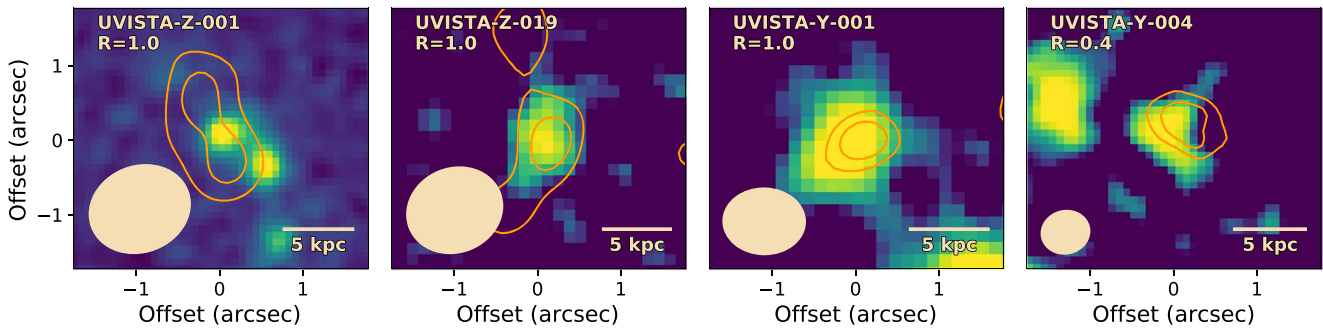 UVISTA-Z-001
R=1.0
5 kpc
UVISTA-Z-019
R=1.0
5 kpc
UVISTA-Y-001
R=1.0
5 kpc
UVISTA-Y-004
R=0.4
5 kpc
Offset (arcsec)
1
0
−1
−1 0 1
−1 0 1
−1 0 1
−1 0 1
Offset (arcsec)
Offset (arcsec)
Offset (arcsec)
Offset (arcsec)